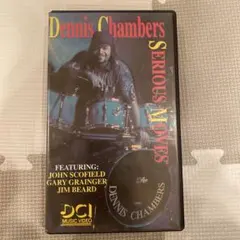 Dennis Chambers
SERIOUS MOVES
FEATURING:
JOHN SCOFIELD
GARY GRAINGER
JIM BEARD
DCI
MUSIC VIDEO
DENNIS CHAMBERS